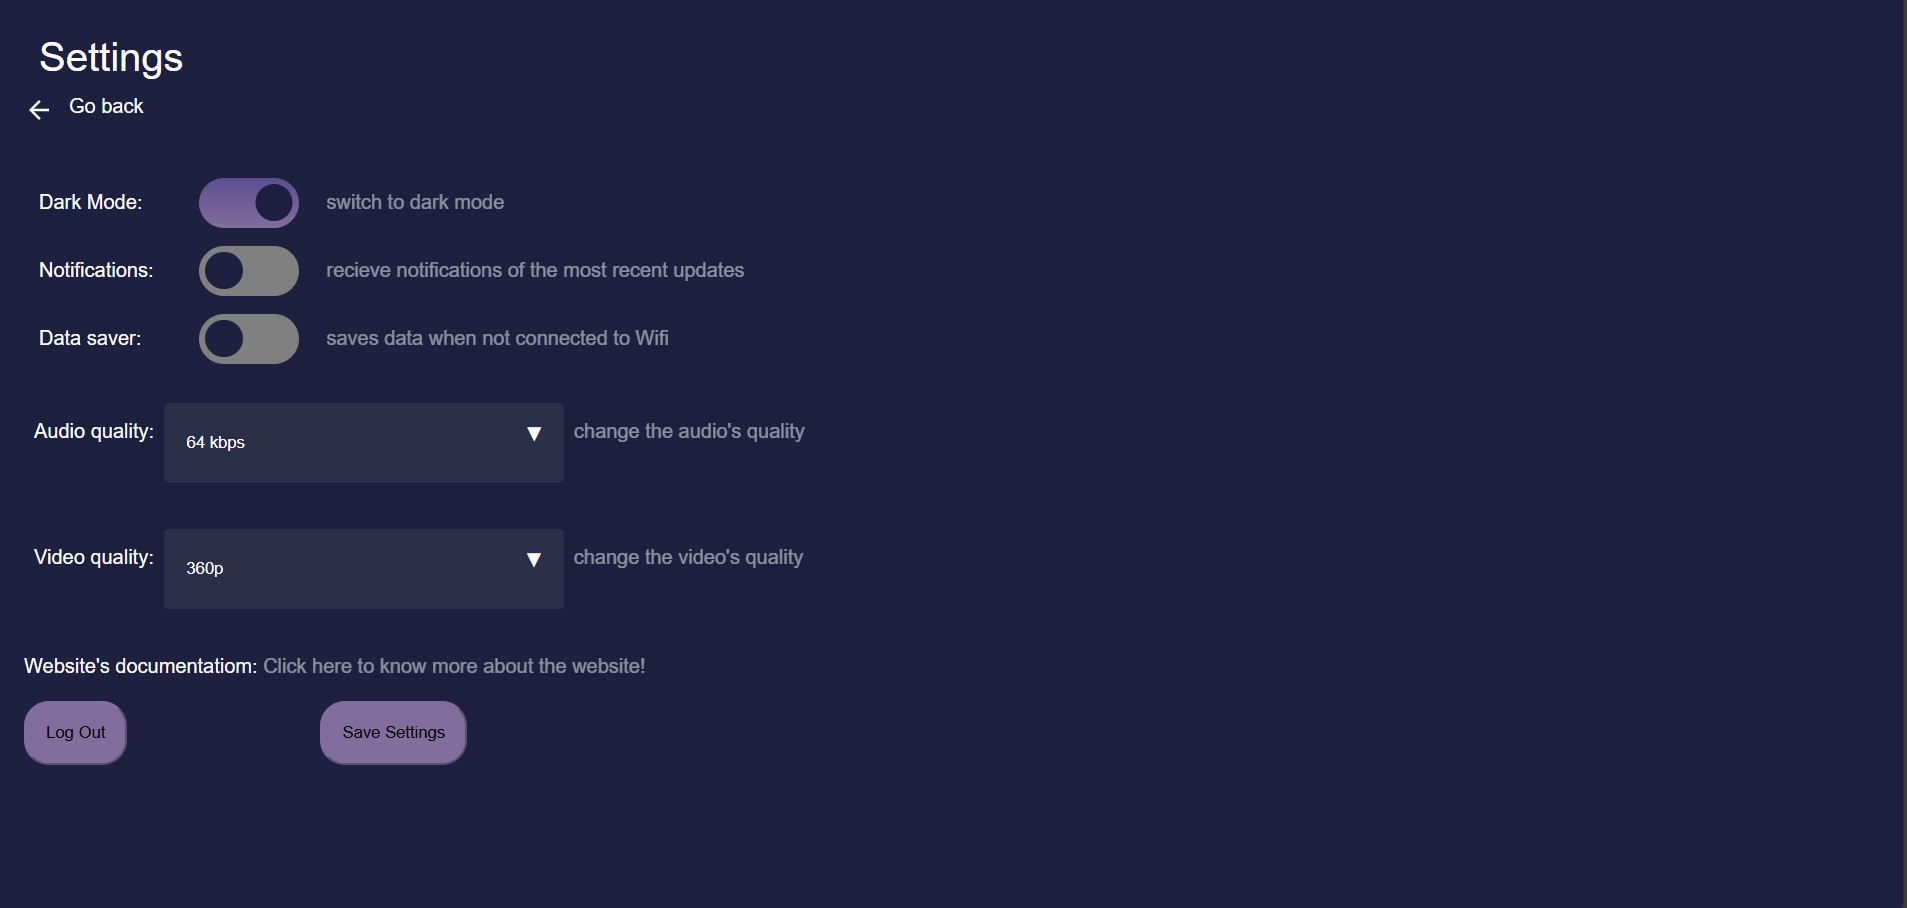 Settings
Go back
Dark Mode: switch to dark mode
Notifications: recieve notifications of the most recent updates
Data saver: saves data when not connected to Wifi
Audio quality: 64 kbps ▼ change the audio's quality
Video quality: 360p ▼ change the video's quality
Website's documentatiom: Click here to know more about the website!
Log Out Save Settings